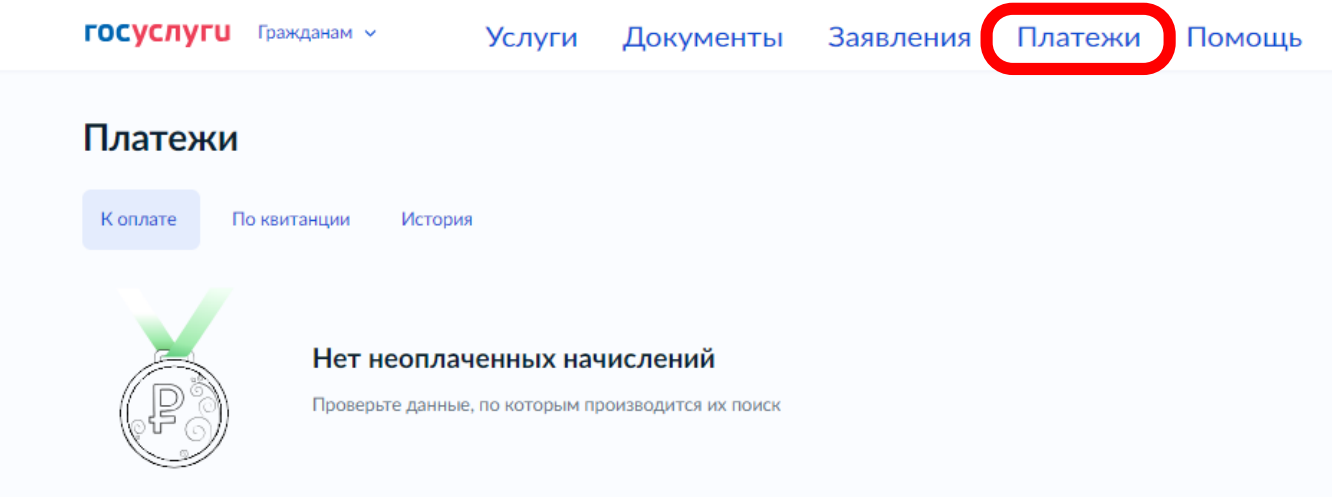 госуслуги Гражданам Услуги Документы Заявления Платежи Помощь
Платежи
К оплате По квитанции История
Нет неоплаченных начислений
Проверьте данные, по которым производится их поиск